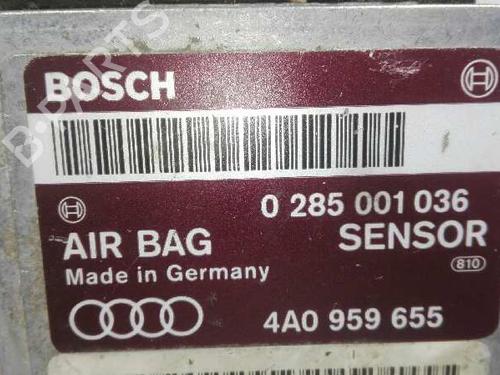 BOSCH
0 285 001 036
AIR BAG SENSOR
Made in Germany 810
4A0 959 655
B-PARTS